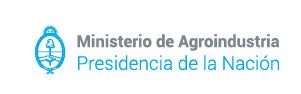 Ministerio de Agroindustria
Presidencia de la Nación